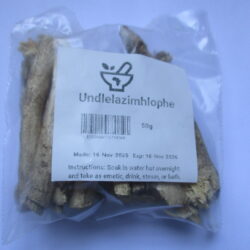 Undlelazimhlophe
50g
Made: 16 Nov 2025 Exp: 16 Nov 2026
Instructions: Soak in water hot overnight
and take as emetic, drink, steam, or bath.